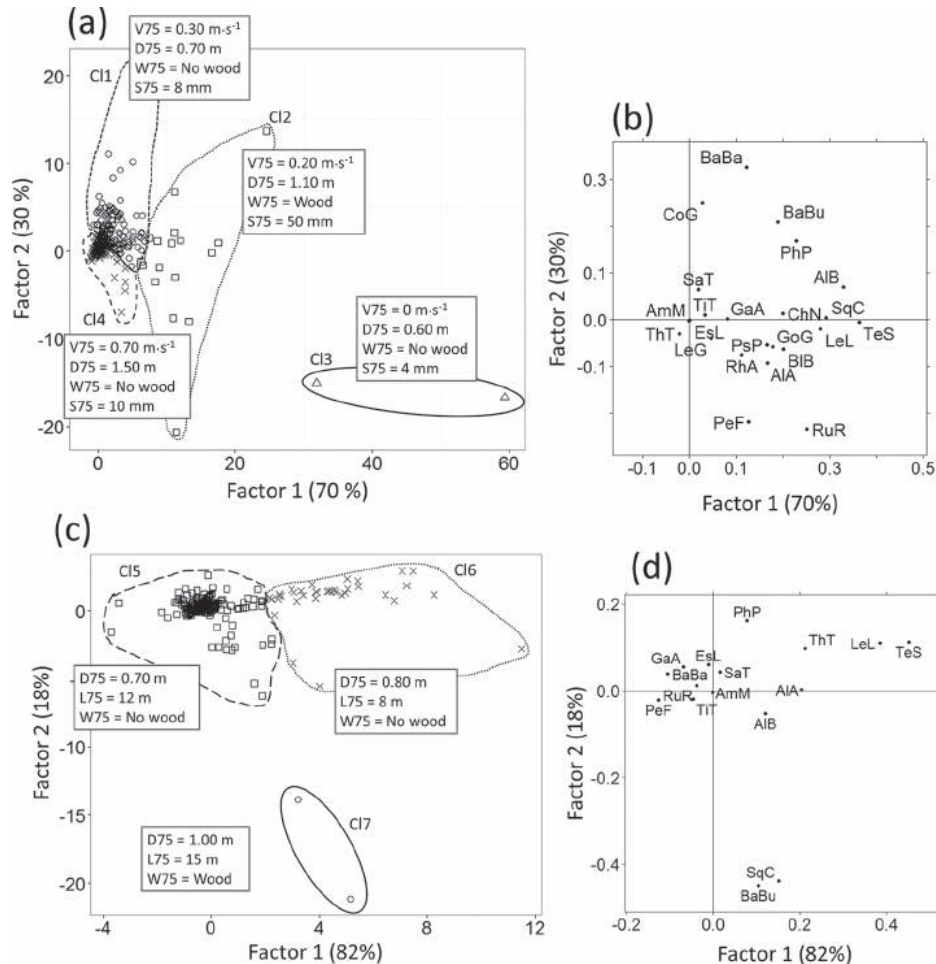 (a)
V75 = 0.30 m·s⁻¹
D75 = 0.70 m
W75 = No wood
S75 = 8 mm
Cl1
Cl2
V75 = 0.20 m·s⁻¹
D75 = 1.10 m
W75 = Wood
S75 = 50 mm
V75 = 0 m·s⁻¹
D75 = 0.60 m
W75 = No wood
S75 = 4 mm
Cl3
Cl4
V75 = 0.70 m·s⁻¹
D75 = 1.50 m
W75 = No wood
S75 = 10 mm
Factor 2 (30 %)
20
10
0
-10
-20
0 20 40 60
Factor 1 (70 %)
(b)
BaBa
CoG
BaBu
PhP
AlB
SaT
TiT
AmM
GaA
ChN
SqC
ThT
EsL
PsP
GoG
LeL
TeS
LeG
RhA
BlB
AlA
PeF
RuR
Factor 2 (30%)
0.3
0.1
0.0
-0.1
-0.1 0.0 0.1 0.3 0.5
Factor 1 (70%)
(c)
Cl5
Cl6
D75 = 0.70 m
L75 = 12 m
W75 = No wood
D75 = 0.80 m
L75 = 8 m
W75 = No wood
Cl7
D75 = 1.00 m
L75 = 15 m
W75 = Wood
Factor 2 (18%)
0
-5
-10
-15
-20
-4 0 4 8 12
Factor 1 (82%)
(d)
PhP
ThT
LeL
TeS
GaA
EsL
BaBa
SaT
RuR
AmM
AlA
PeF
TiT
AlB
SqC
BaBu
Factor 2 (18%)
0.2
0.0
-0.2
-0.4
-0.2 0.0 0.2 0.4
Factor 1 (82%)